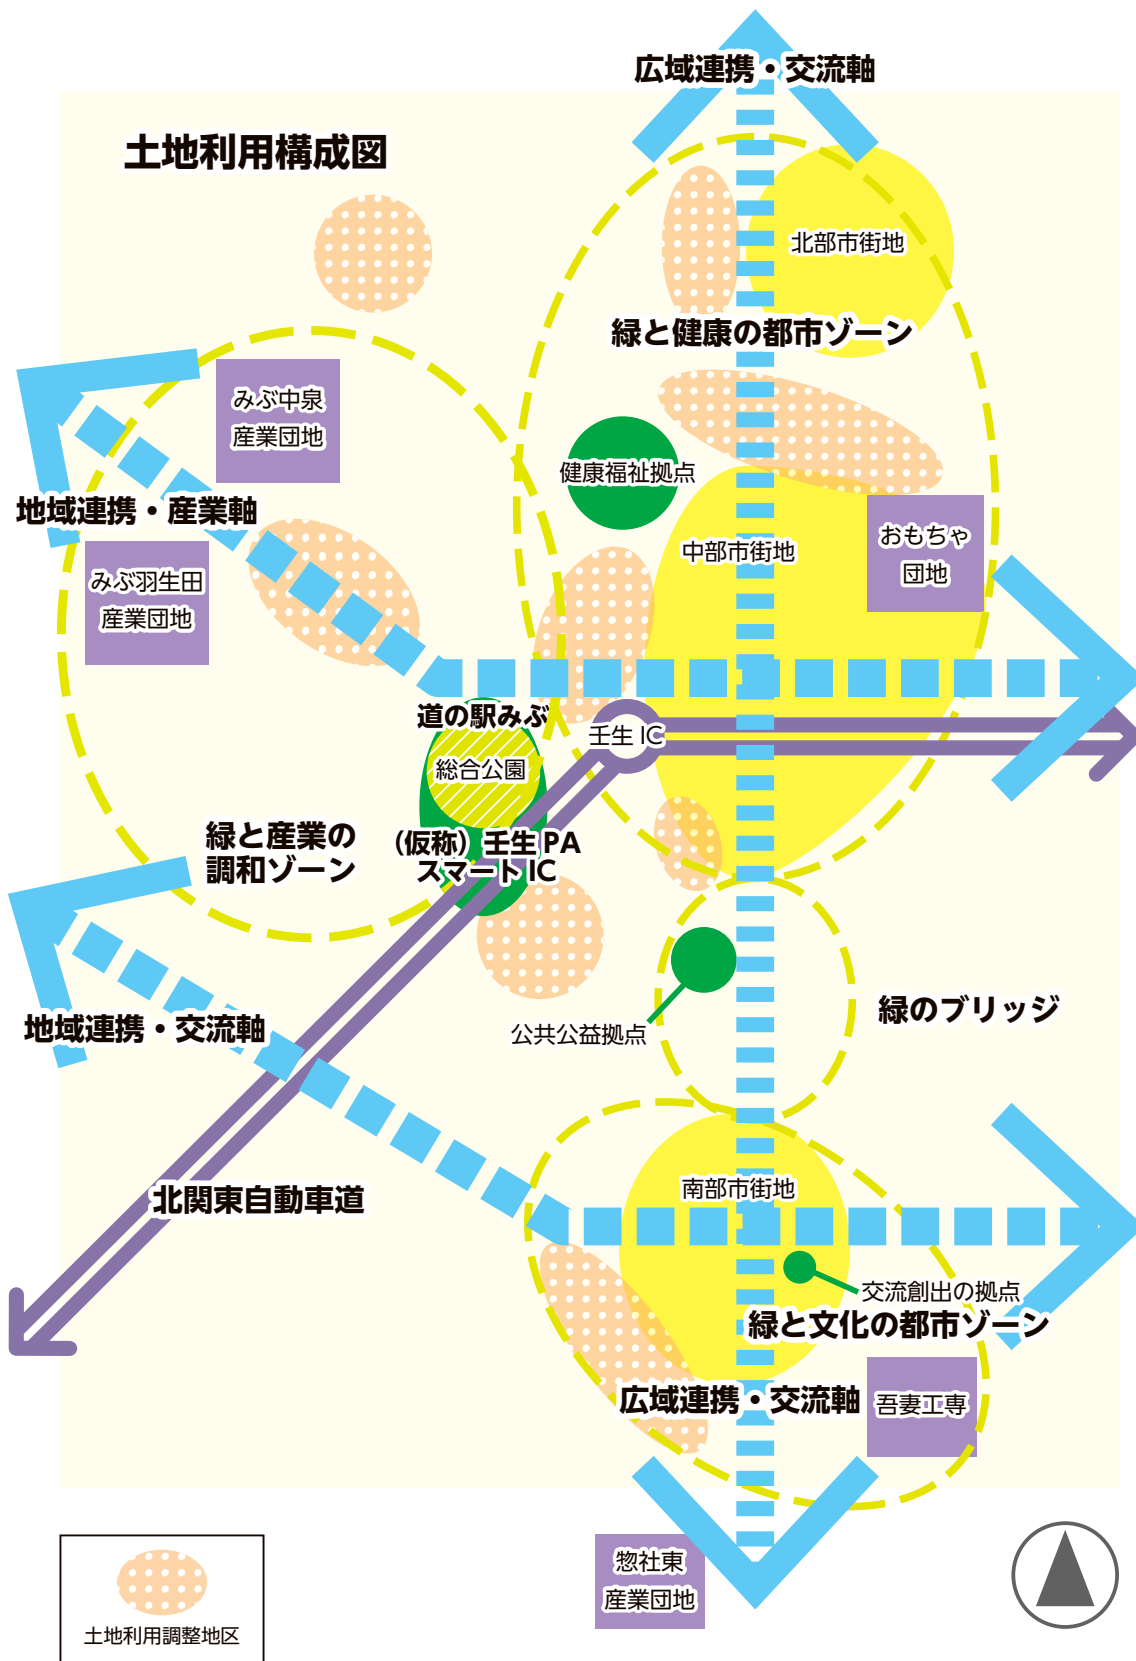 広域連携・交流軸
土地利用構成図
北部市街地
緑と健康の都市ゾーン
みぶ中泉
産業団地
健康福祉拠点
地域連携・産業軸
中部市街地
おもちゃ
団地
みぶ羽生田
産業団地
道の駅みぶ
壬生 IC
総合公園
緑と産業の
調和ゾーン
（仮称）壬生 PA
スマート IC
緑のブリッジ
地域連携・交流軸
公共公益拠点
南部市街地
北関東自動車道
交流創出の拠点
緑と文化の都市ゾーン
広域連携・交流軸
吾妻工専
惣社東
産業団地
土地利用調整地区